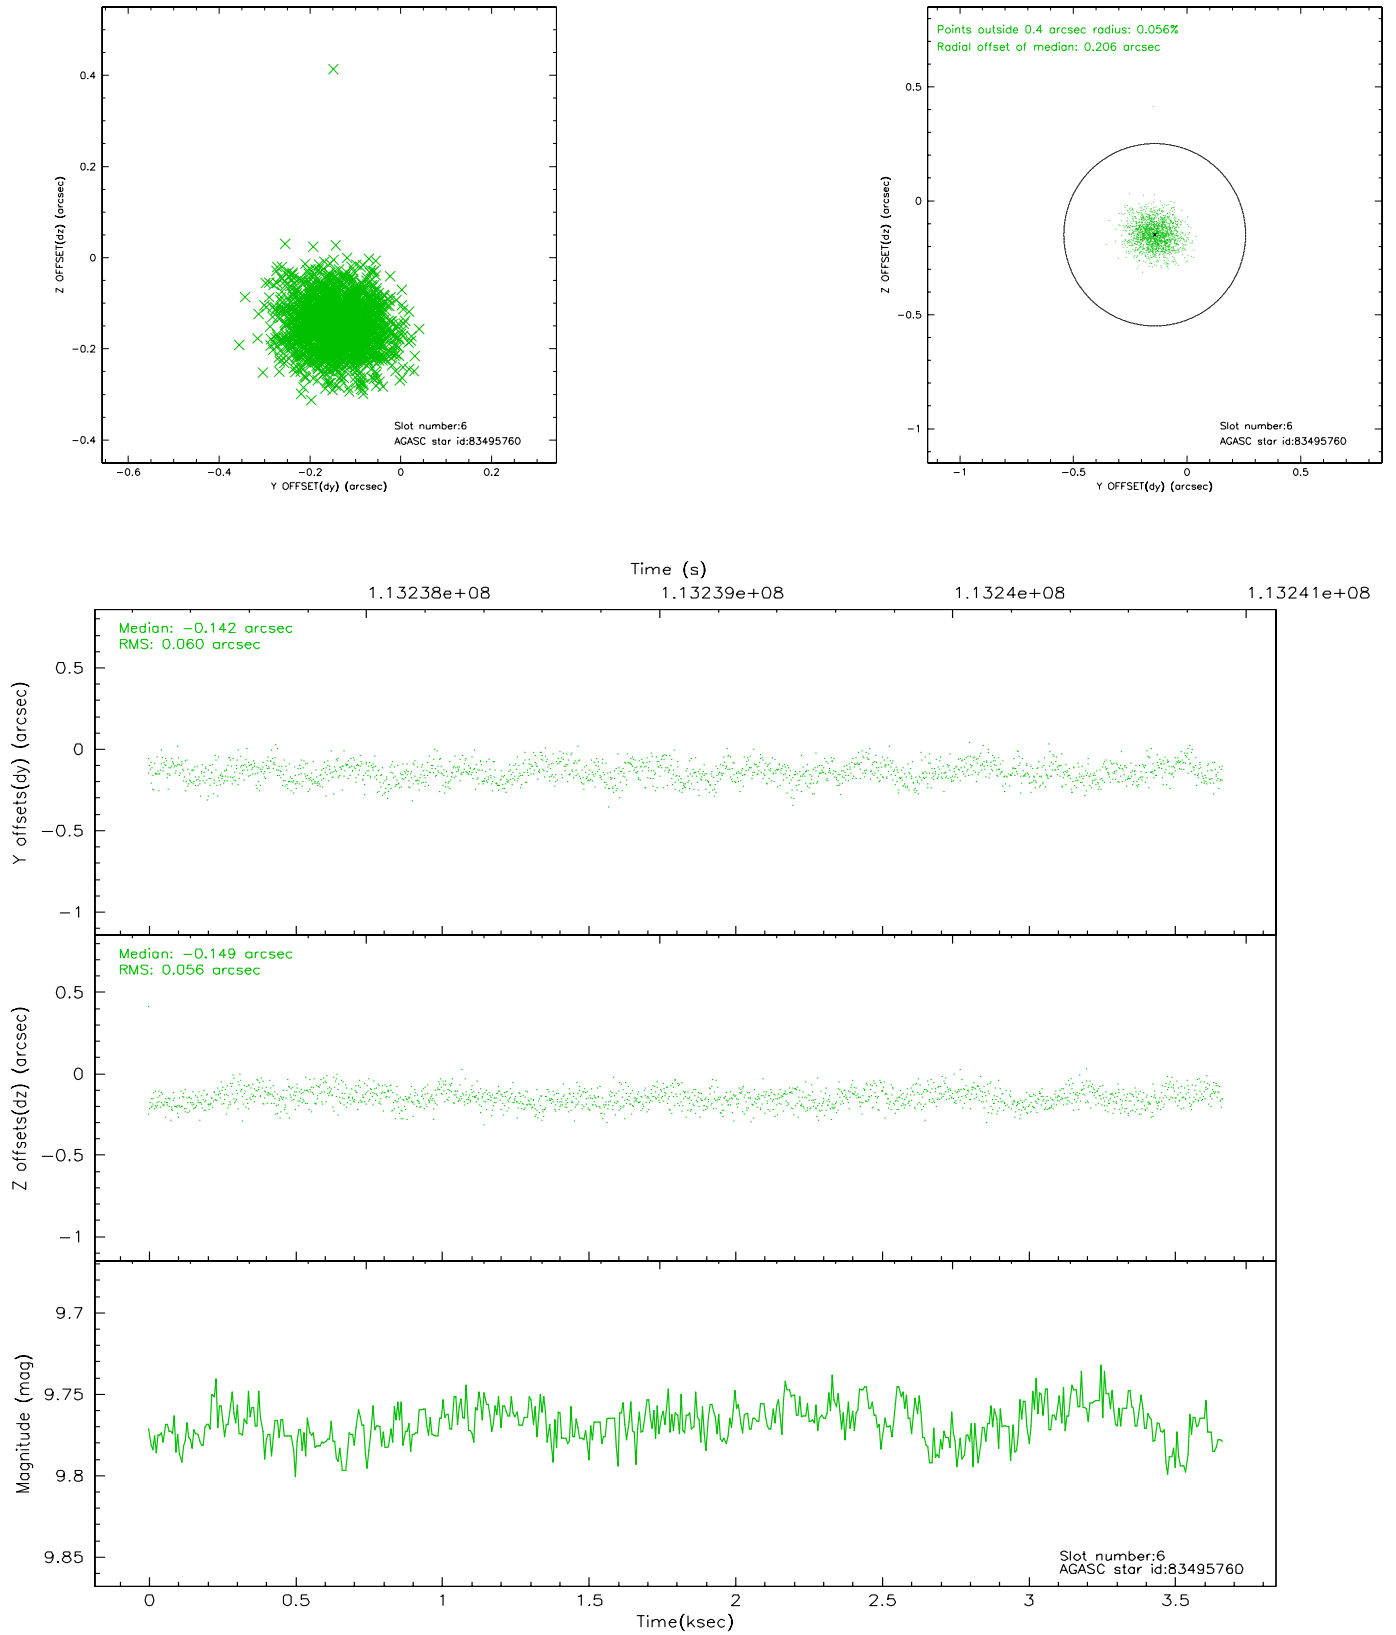 0.4
0.2
0
−0.2
−0.4
Z OFFSET(dz) (arcsec)
Slot number:6
AGASC star id:83495760
−0.6 −0.4 −0.2 0 0.2
Y OFFSET(dy) (arcsec)
Points outside 0.4 arcsec radius: 0.056%
Radial offset of median: 0.206 arcsec
0.5
0
−0.5
−1
Z OFFSET(dz) (arcsec)
Slot number:6
AGASC star id:83495760
−1 −0.5 0 0.5
Y OFFSET(dy) (arcsec)
Time (s)
1.13238e+08 1.13239e+08 1.1324e+08 1.13241e+08
Median: −0.142 arcsec
RMS: 0.060 arcsec
0.5
0
−0.5
−1
Y offsets(dy) (arcsec)
Median: −0.149 arcsec
RMS: 0.056 arcsec
0.5
0
−0.5
−1
Z offsets(dz) (arcsec)
9.7
9.75
9.8
9.85
Magnitude (mag)
Slot number:6
AGASC star id:83495760
0 0.5 1 1.5 2 2.5 3 3.5
Time(ksec)